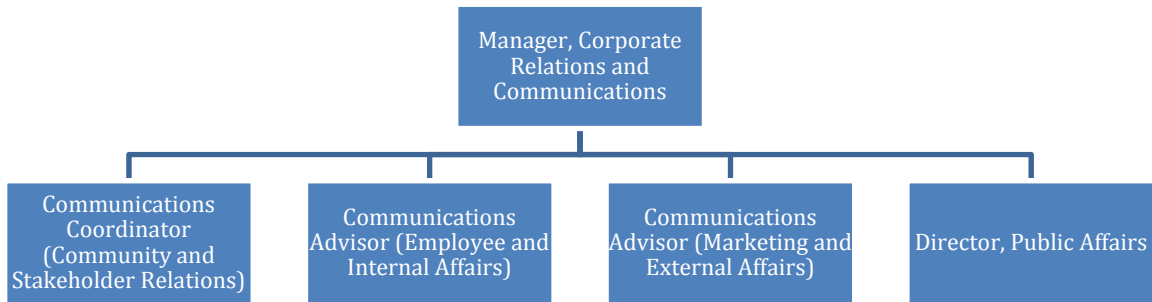 Manager, Corporate
Relations and
Communications
Communications
Coordinator
(Community and
Stakeholder Relations)
Communications
Advisor (Employee and
Internal Affairs)
Communications
Advisor (Marketing and
External Affairs)
Director, Public Affairs